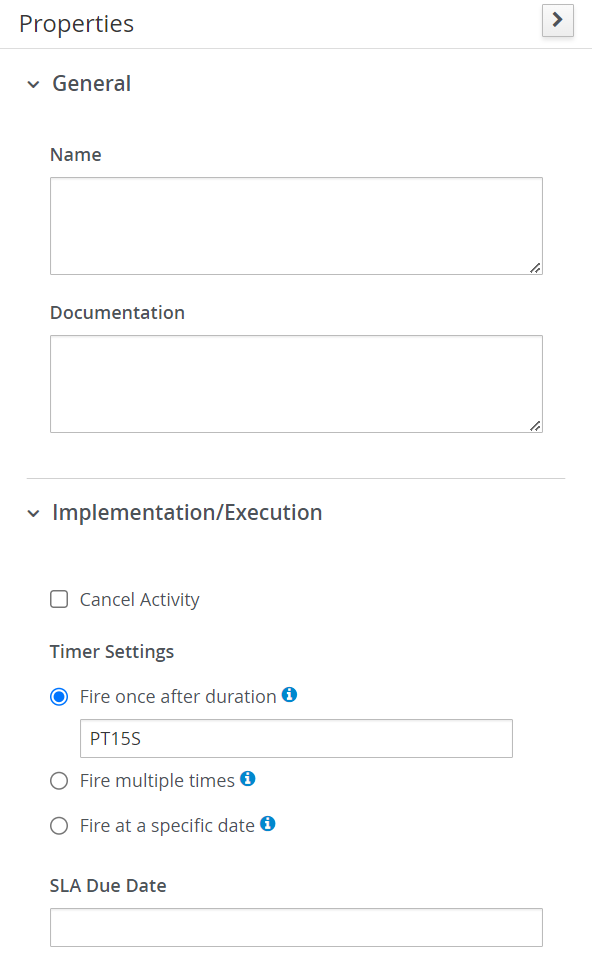 Properties
General
Name
Documentation
Implementation/Execution
Cancel Activity
Timer Settings
Fire once after duration
PT15S
Fire multiple times
Fire at a specific date
SLA Due Date